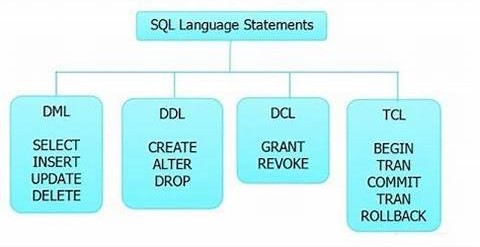 SQL Language Statements
DML
SELECT
INSERT
UPDATE
DELETE
DDL
CREATE
ALTER
DROP
DCL
GRANT
REVOKE
TCL
BEGIN
TRAN
COMMIT
TRAN
ROLLBACK